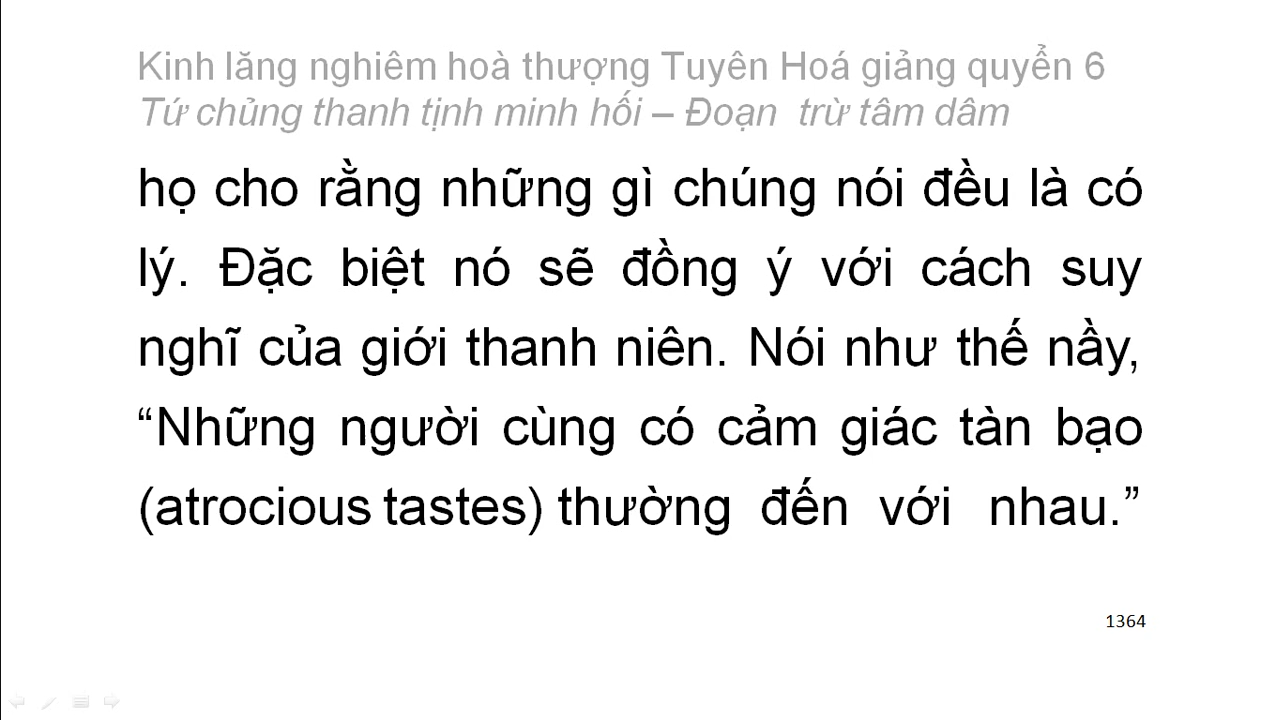 Kinh lăng nghiêm hoà thượng Tuyên Hoá giảng quyển 6
Tứ chủng thanh tịnh minh hối – Đoạn trừ tâm dâm
họ cho rằng những gì chúng nói đều là có
lý. Đặc biệt nó sẽ đồng ý với cách suy
nghĩ của giới thanh niên. Nói như thế nầy,
“Những người cùng có cảm giác tàn bạo
(atrocious tastes) thường đến với nhau.”
1364